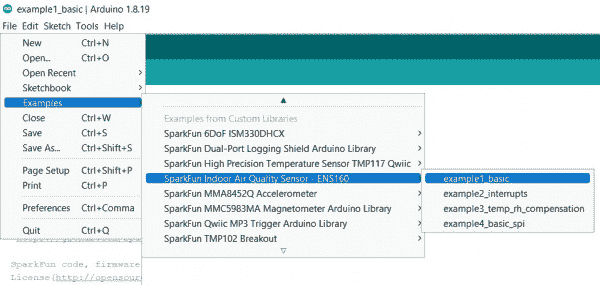 example1_basic | Arduino 1.8.19
File Edit Sketch Tools Help
New Ctrl+N
Open... Ctrl+O
Open Recent
Sketchbook
Examples
Close Ctrl+W
Save Ctrl+S
Save As... Ctrl+Shift+S
Page Setup Ctrl+Shift+P
Print Ctrl+P
Preferences Ctrl+Comma
Quit Ctrl+Q
Examples from Custom Libraries
SparkFun 6DoF ISM330DHCX
SparkFun Dual-Port Logging Shield Arduino Library
SparkFun High Precision Temperature Sensor TMP117 Qwiic
SparkFun Indoor Air Quality Sensor - ENS160
SparkFun MMA8452Q Accelerometer
SparkFun MMC5983MA Magnetometer Arduino Library
SparkFun Qwiic MP3 Trigger Arduino Library
SparkFun TMP102 Breakout
example1_basic
example2_interrupts
example3_temp_rh_compensation
example4_basic_spi
SparkFun code, firmware
License(http://opensour